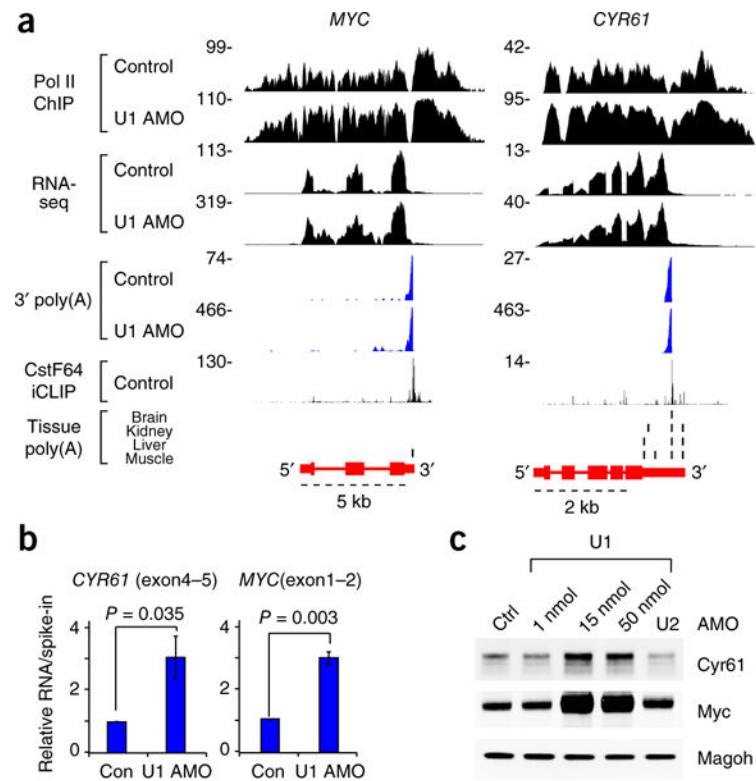 a
MYC
CYR61
Pol II
ChIP
Control
99-
42-
U1 AMO
110-
95-
RNA-
seq
Control
113-
13-
U1 AMO
319-
40-
3′ poly(A)
Control
74-
27-
U1 AMO
466-
463-
CstF64
iCLIP
Control
130-
14-
Tissue
poly(A)
Brain
Kidney
Liver
Muscle
5′
3′
5 kb
5′
3′
2 kb
b
CYR61 (exon4–5)
MYC(exon1–2)
Relative RNA/spike-in
P = 0.035
P = 0.003
4
2
0
4
2
0
Con U1 AMO
Con U1 AMO
c
U1
Ctrl
1 nmol
15 nmol
50 nmol
U2
AMO
Cyr61
Myc
Magoh